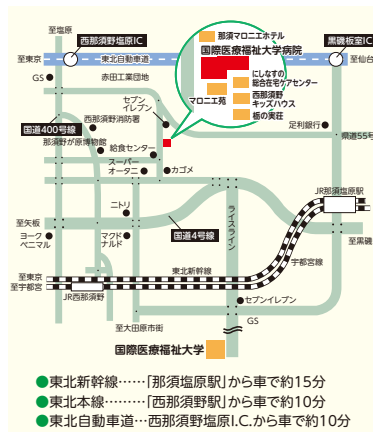 至塩原
西那須野塩原IC
黒磯板室IC
至東京
東北自動車道
至仙台
那須マロニエホテル
国際医療福祉大学病院
にしなすの
総合在宅ケアセンター
西那須野
キッズハウス
マロニエ苑
栃の実荘
GS
赤田工業団地
セブン
イレブン
国道400号線
西那須野消防署
那須野が原博物館
給食センター
スーパー
オータニ
カゴメ
足利銀行
県道55号
ニトリ
JR那須塩原駅
至矢板
ヨーク
ベニマル
マクド
ナルド
国道4号線
ライスライン
至黒磯
至東京
至宇都宮
東北新幹線
宇都宮線
JR西那須野
セブンイレブン
GS
至大田原市街
国際医療福祉大学
●東北新幹線……「那須塩原駅」から車で約15分
●東北本線………「西那須野駅」から車で約10分
●東北自動車道…西那須野塩原I.C.から車で約10分